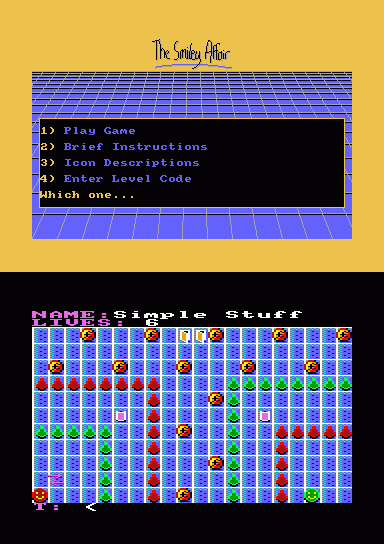 The Smiley Affair
1) Play Game
2) Brief Instructions
3) Icon Descriptions
4) Enter Level Code
Which one...
NAME:Simple Stuff
LIVES: 6
T: <